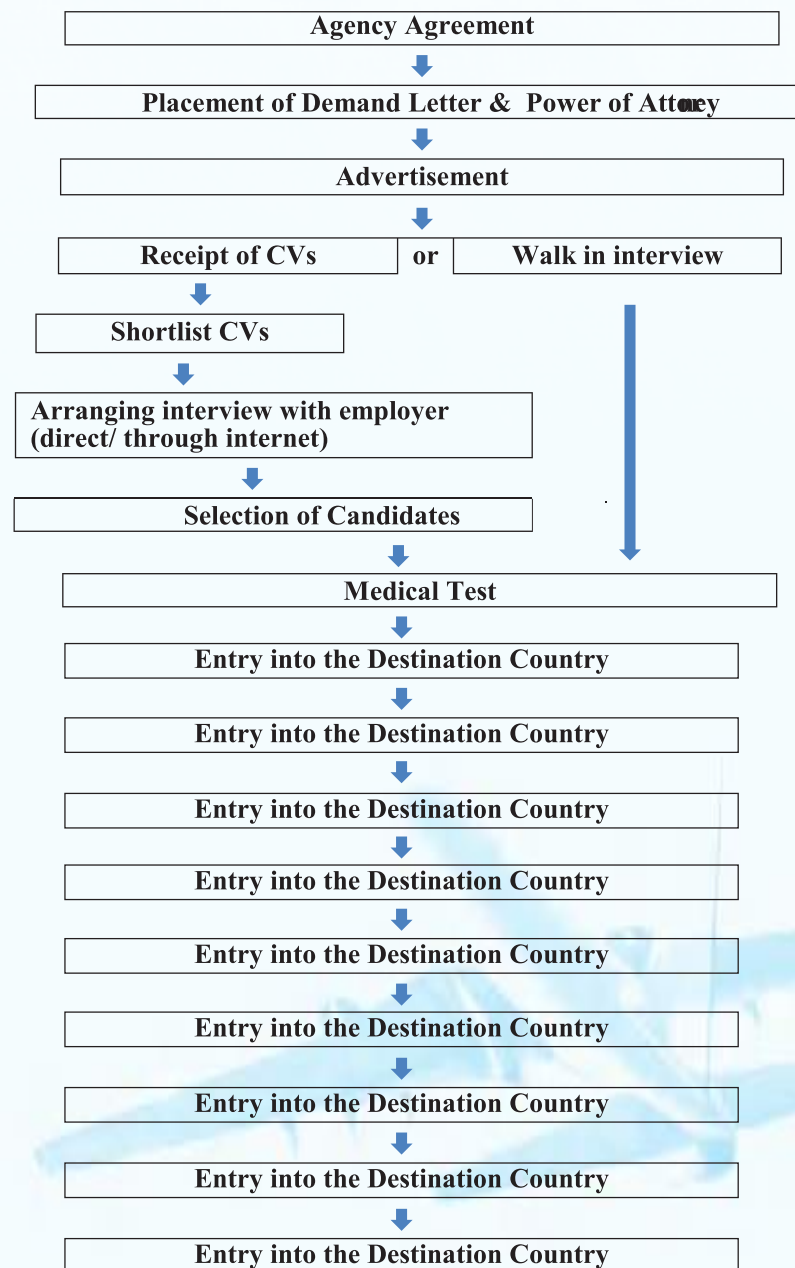 Agency Agreement
Placement of Demand Letter & Power of Attorney
Advertisement
Receipt of CVs or Walk in interview
Shortlist CVs
Arranging interview with employer
(direct/ through internet)
Selection of Candidates
Medical Test
Entry into the Destination Country
Entry into the Destination Country
Entry into the Destination Country
Entry into the Destination Country
Entry into the Destination Country
Entry into the Destination Country
Entry into the Destination Country
Entry into the Destination Country
Entry into the Destination Country